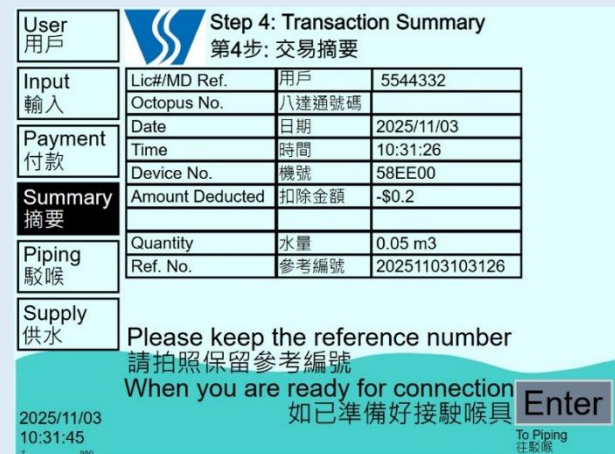 User
用戶
Input
輸入
Payment
付款
Summary
摘要
Piping
駁喉
Supply
供水
Step 4: Transaction Summary
第4步: 交易摘要
Lic#/MD Ref. 用戶 5544332
Octopus No. 八達通號碼
Date 日期 2025/11/03
Time 時間 10:31:26
Device No. 機號 58EE00
Amount Deducted 扣除金額 -$0.2
Quantity 水量 0.05 m3
Ref. No. 參考編號 20251103103126
Please keep the reference number
請拍照保留參考編號
When you are ready for connection
如已準備好接駛喉具
Enter
To Piping
往駁喉
2025/11/03
10:31:45